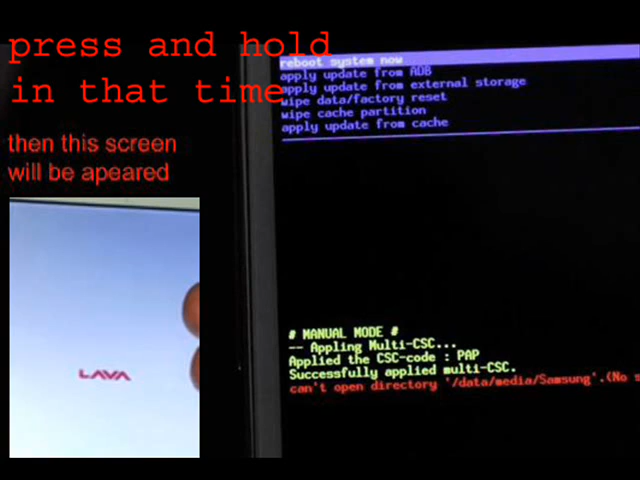 press and hold
in that time
then this screen
will be apeared
LAVA
reboot system now
apply update from ADB
apply update from external storage
wipe data/factory reset
wipe cache partition
apply update from cache
# MANUAL MODE #
-- Appling Multi-CSC...
Applied the CSC-code : PAP
Successfully applied multi-CSC.
can't open directory '/data/media/Samsung'.(No s